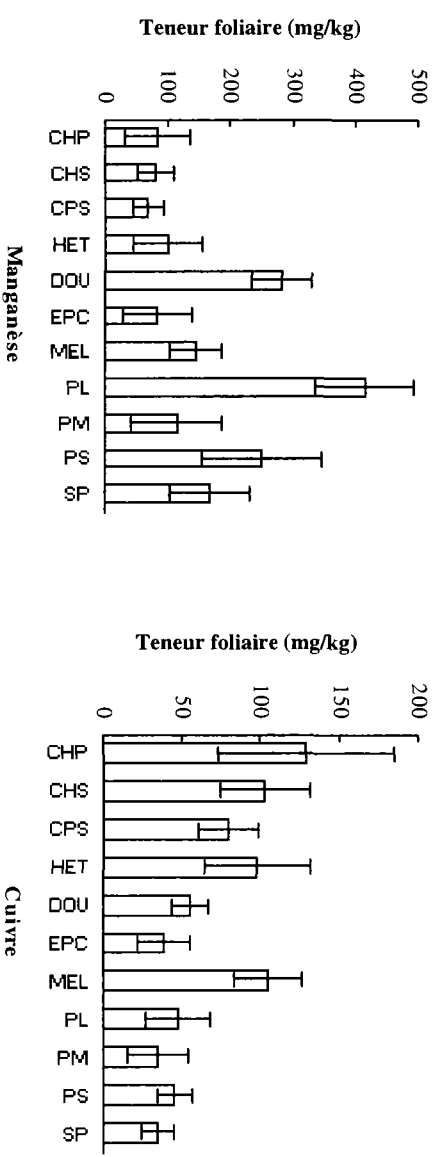 Teneur foliaire (mg/kg)
0 100 200 300 400 500
CHP
CHS
CPS
HET
DOU
EPC
MEL
PL
PM
PS
SP
Manganèse
Teneur foliaire (mg/kg)
0 50 100 150 200
CHP
CHS
CPS
HET
DOU
EPC
MEL
PL
PM
PS
SP
Cuivre